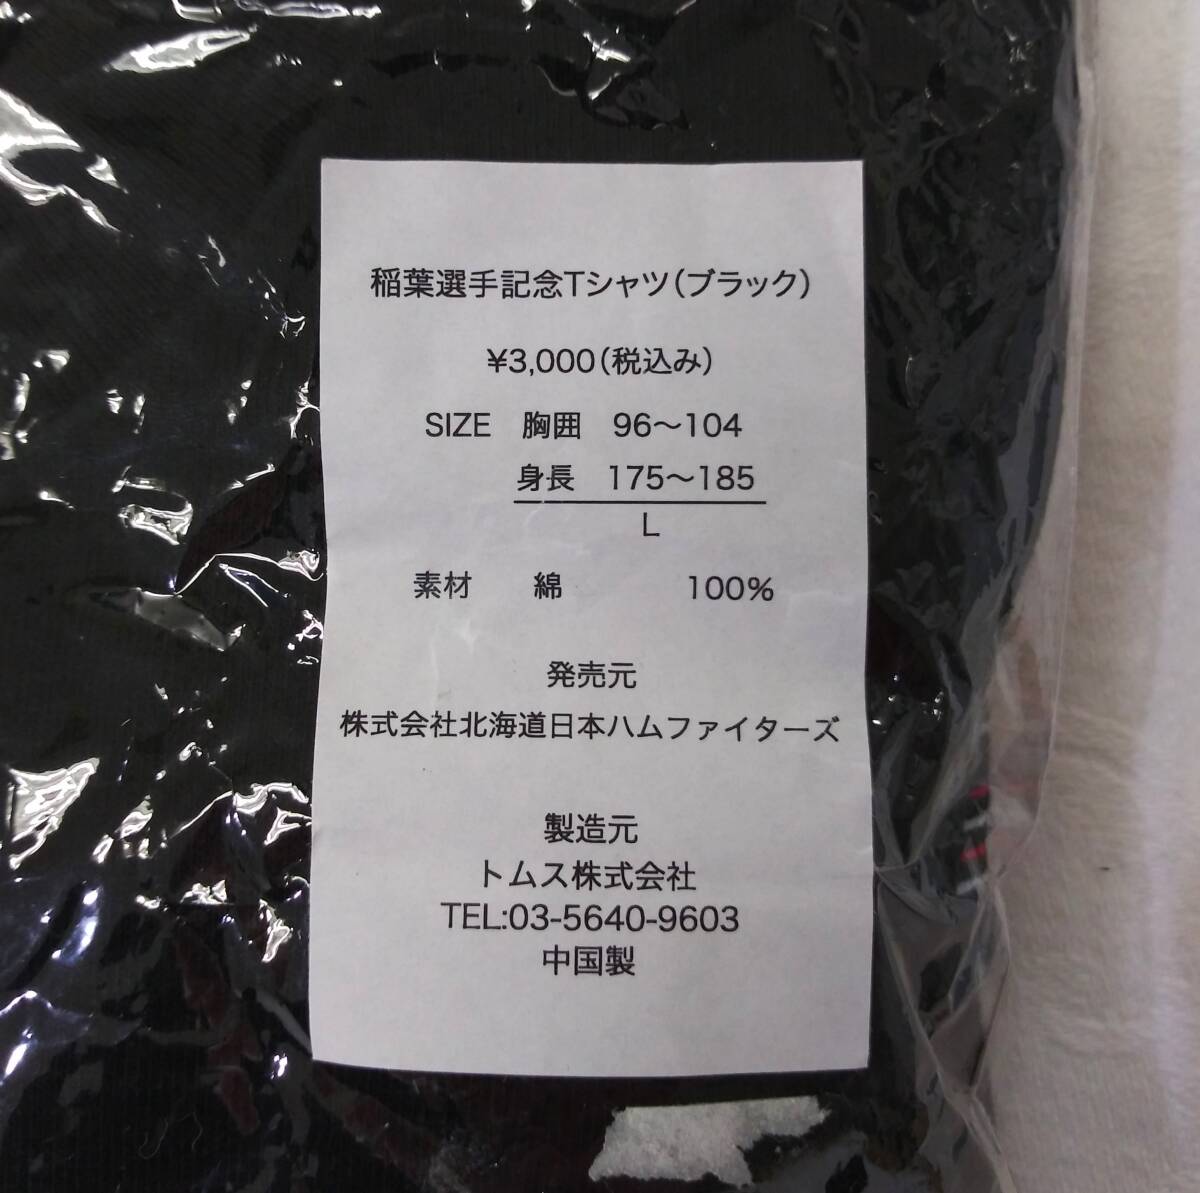 稲葉選手記念Tシャツ(ブラック)
¥3,000(税込み)
SIZE 胸囲 96～104
身長 175～185
L
素材 綿 100%
発売元
株式会社北海道日本ハムファイターズ
製造元
トムス株式会社
TEL:03-5640-9603
中国製